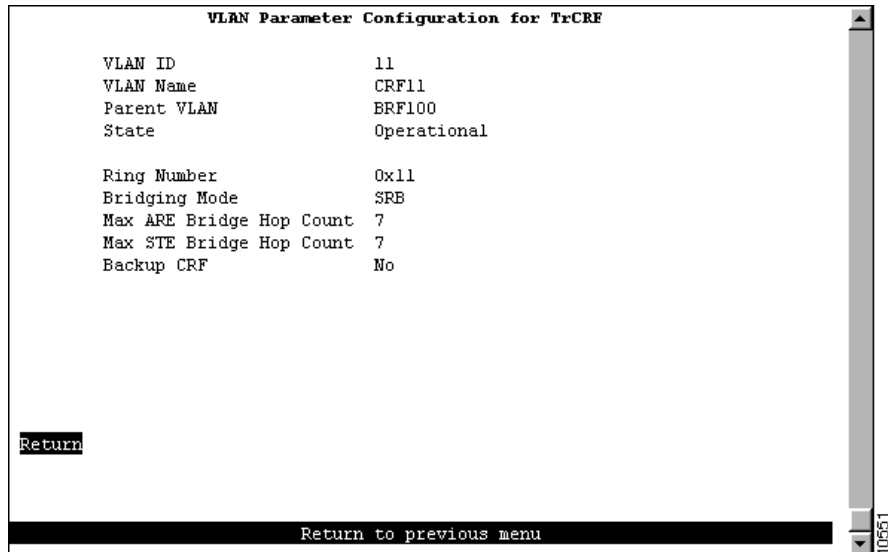 VLAN Parameter Configuration for TrCRF
VLAN ID 11
VLAN Name CRF11
Parent VLAN BRF100
State Operational
Ring Number 0x11
Bridging Mode SRB
Max ARE Bridge Hop Count 7
Max STE Bridge Hop Count 7
Backup CRF No
Return
Return to previous menu
10551